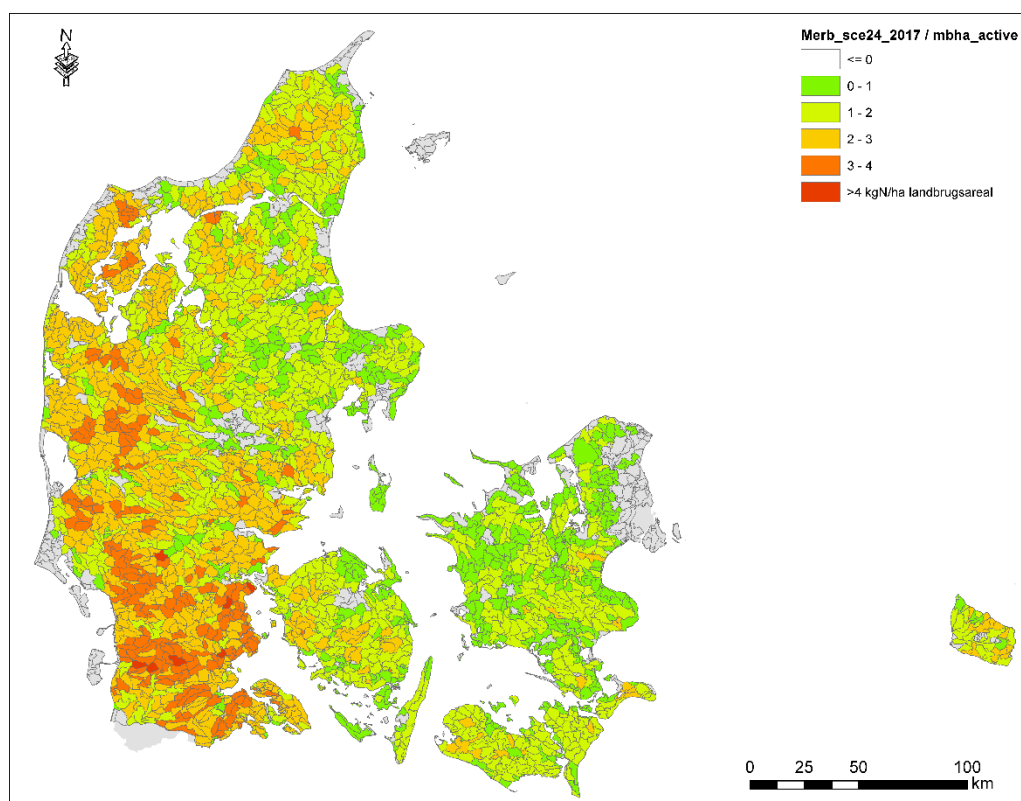 N
Merb_sce24_2017 / mbha_active
<= 0
0 - 1
1 - 2
2 - 3
3 - 4
>4 kgN/ha landbrugsareal
0 25 50 100
km